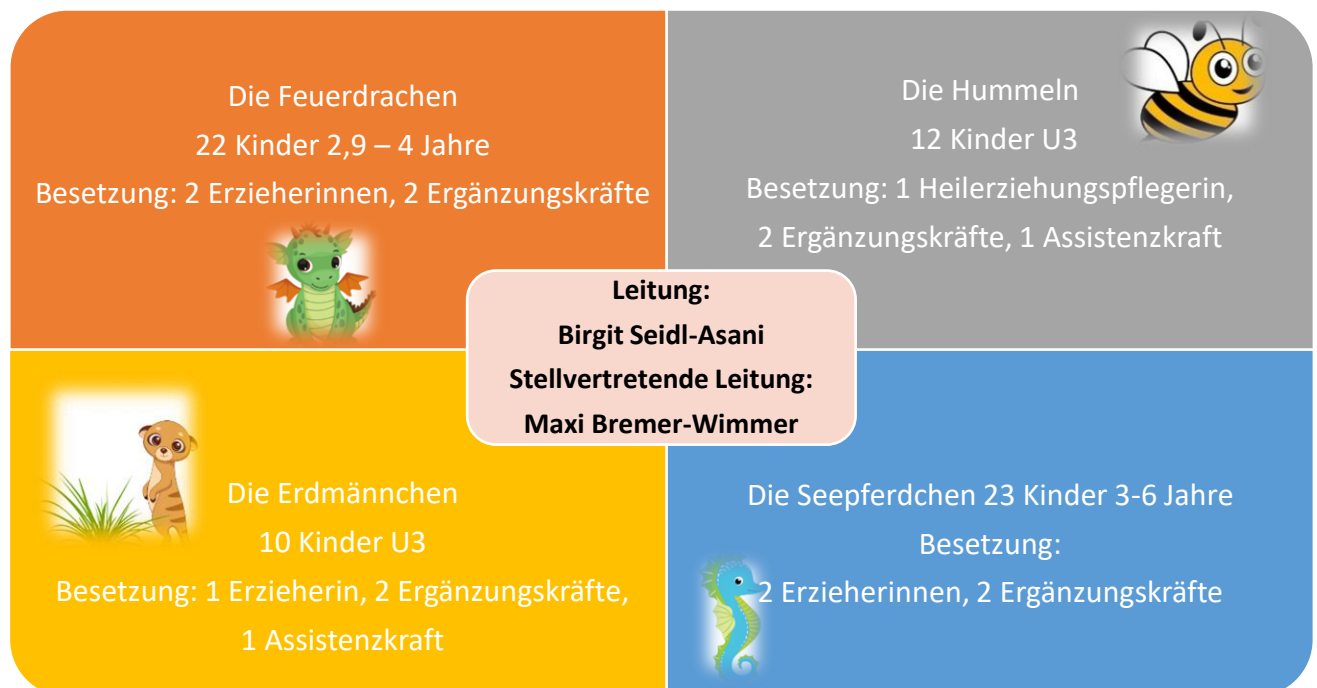 Die Feuerdrachen
22 Kinder 2,9 – 4 Jahre
Besetzung: 2 Erzieherinnen, 2 Ergänzungskräfte
Die Hummeln
12 Kinder U3
Besetzung: 1 Heilerziehungspflegerin,
2 Ergänzungskräfte, 1 Assistenzkraft
Leitung:
Birgit Seidl-Asani
Stellvertretende Leitung:
Maxi Bremer-Wimmer
Die Erdmännchen
10 Kinder U3
Besetzung: 1 Erzieherin, 2 Ergänzungskräfte,
1 Assistenzkraft
Die Seepferdchen 23 Kinder 3-6 Jahre
Besetzung:
2 Erzieherinnen, 2 Ergänzungskräfte